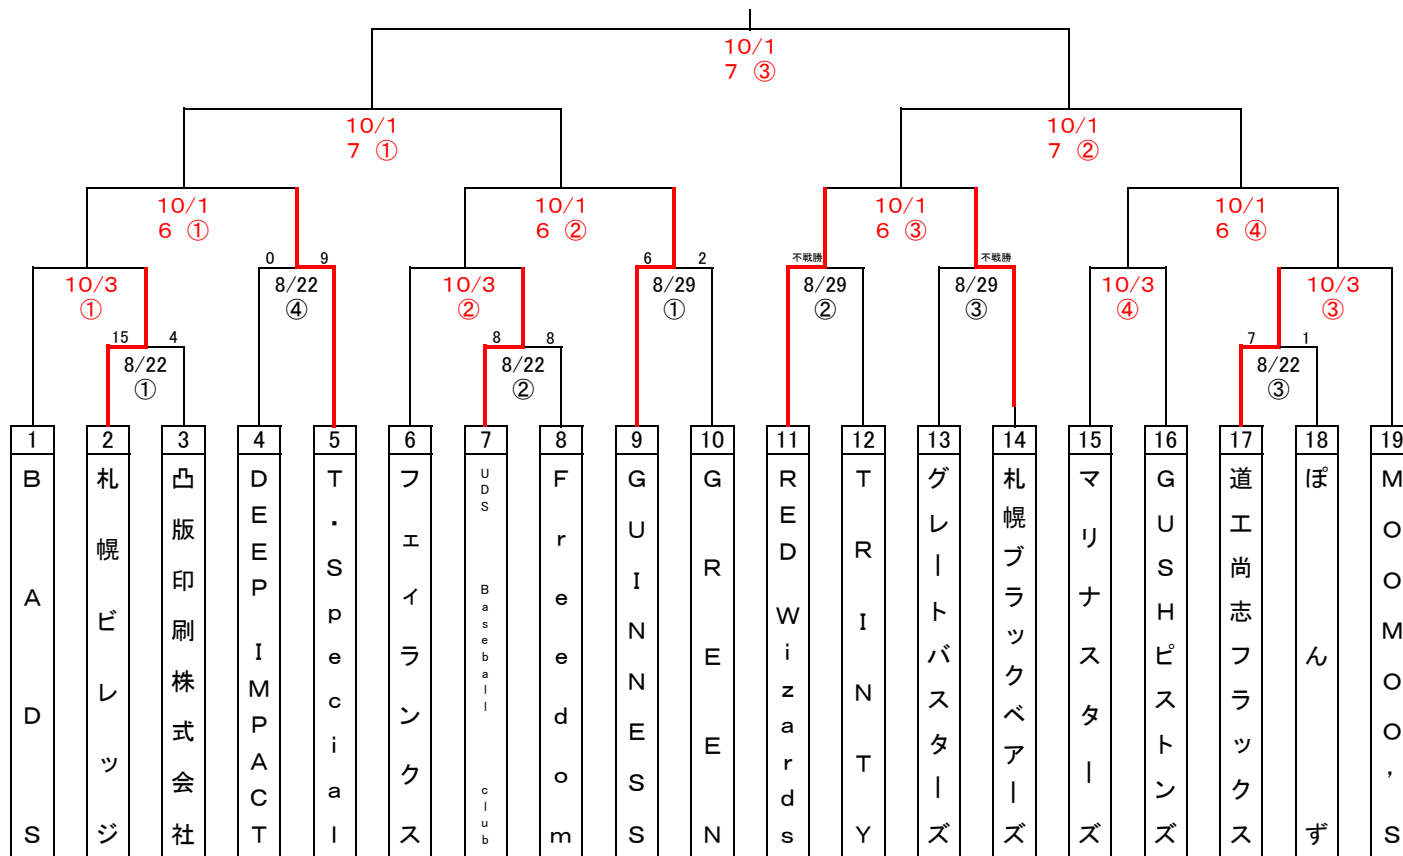 10/1
7 ③
10/1
7 ①
10/1
7 ②
10/1
6 ①
10/1
6 ②
10/1
6 ③
10/1
6 ④
0 9
6 2
不戦勝
不戦勝
10/3
①
8/22
④
10/3
②
8/29
①
8/29
②
8/29
③
10/3
④
10/3
③
15 4
8 8
7 1
8/22
①
8/22
②
8/22
③
1
2
3
4
5
6
7
8
9
10
11
12
13
14
15
16
17
18
19
BADS
札幌ビレッジ
凸版印刷株式会社
DEEP IMPACT
T・Special
フェイランクス
UDS Baseball club
Freedom
GUINNESS
GREEN
RED Wizards
TRINTY
グレートバスターズ
札幌ブラックベアーズ
マリナスターズ
GUSHピストンズ
道工尚志フラックス
ぽんず
MOOMOO,S